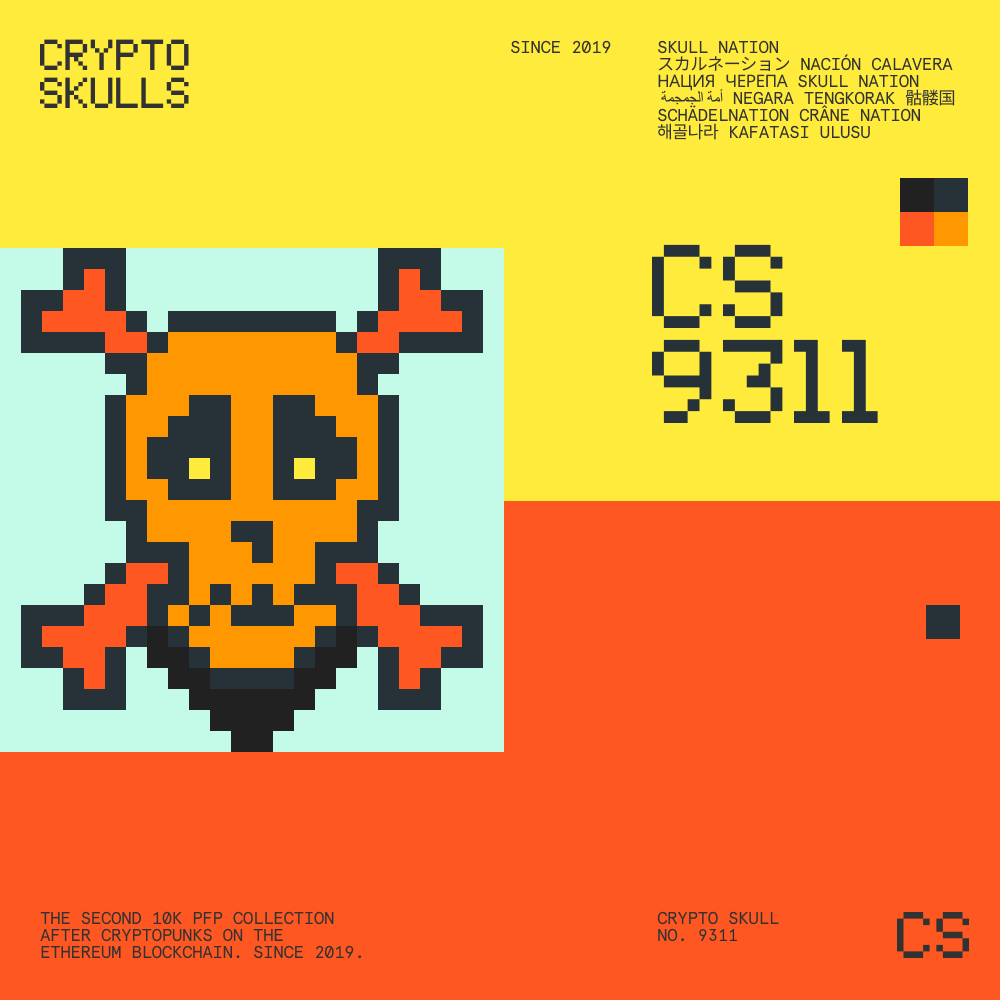 CRYPTO
SKULLS
SINCE 2019
SKULL NATION
スカルネーション NACIÓN CALAVERA
НАЦИЯ ЧЕРЕПА SKULL NATION
أمة الجمجمة NEGARA TENGKORAK 骷髅国
SCHÄDELNATION CRÂNE NATION
해골나라 KAFATASI ULUSU
CS
9311
THE SECOND 10K PFP COLLECTION
AFTER CRYPTOPUNKS ON THE
ETHEREUM BLOCKCHAIN. SINCE 2019.
CRYPTO SKULL
NO. 9311
CS